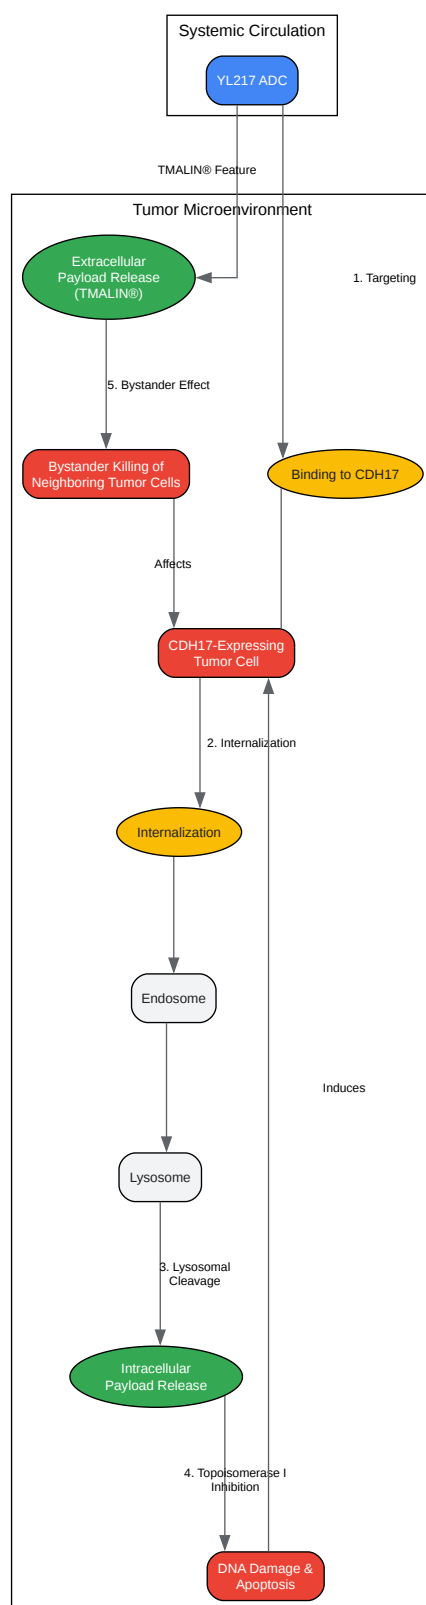 Systemic Circulation
YL217 ADC
TMALIN® Feature
Tumor Microenvironment
Extracellular
Payload Release
(TMALIN®)
1. Targeting
5. Bystander Effect
Bystander Killing of
Neighboring Tumor Cells
Binding to CDH17
Affects
CDH17-Expressing
Tumor Cell
2. Internalization
Internalization
Endosome
Induces
Lysosome
3. Lysosomal
Cleavage
Intracellular
Payload Release
4. Topoisomerase I
Inhibition
DNA Damage &
Apoptosis